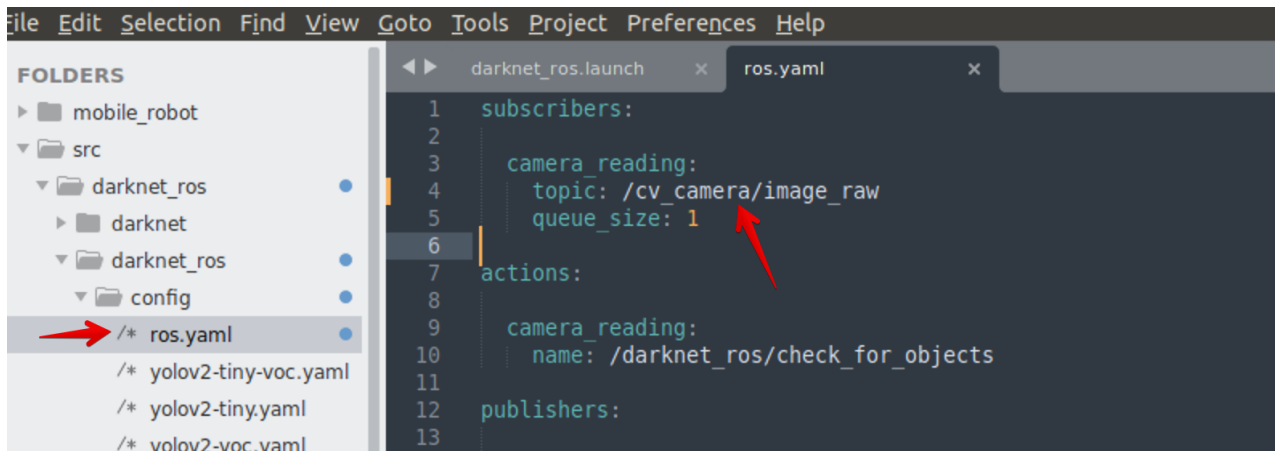 File Edit Selection Find View Goto Tools Project Preferences Help
FOLDERS
mobile_robot
src
darknet_ros
darknet
darknet_ros
config
/* ros.yaml
/* yolov2-tiny-voc.yaml
/* yolov2-tiny.yaml
/* yolov2-voc.yaml
darknet_ros.launch ×
ros.yaml ×
1 subscribers:
2
3 camera_reading:
4 topic: /cv_camera/image_raw
5 queue_size: 1
6
7 actions:
8
9 camera_reading:
10 name: /darknet_ros/check_for_objects
11
12 publishers:
13